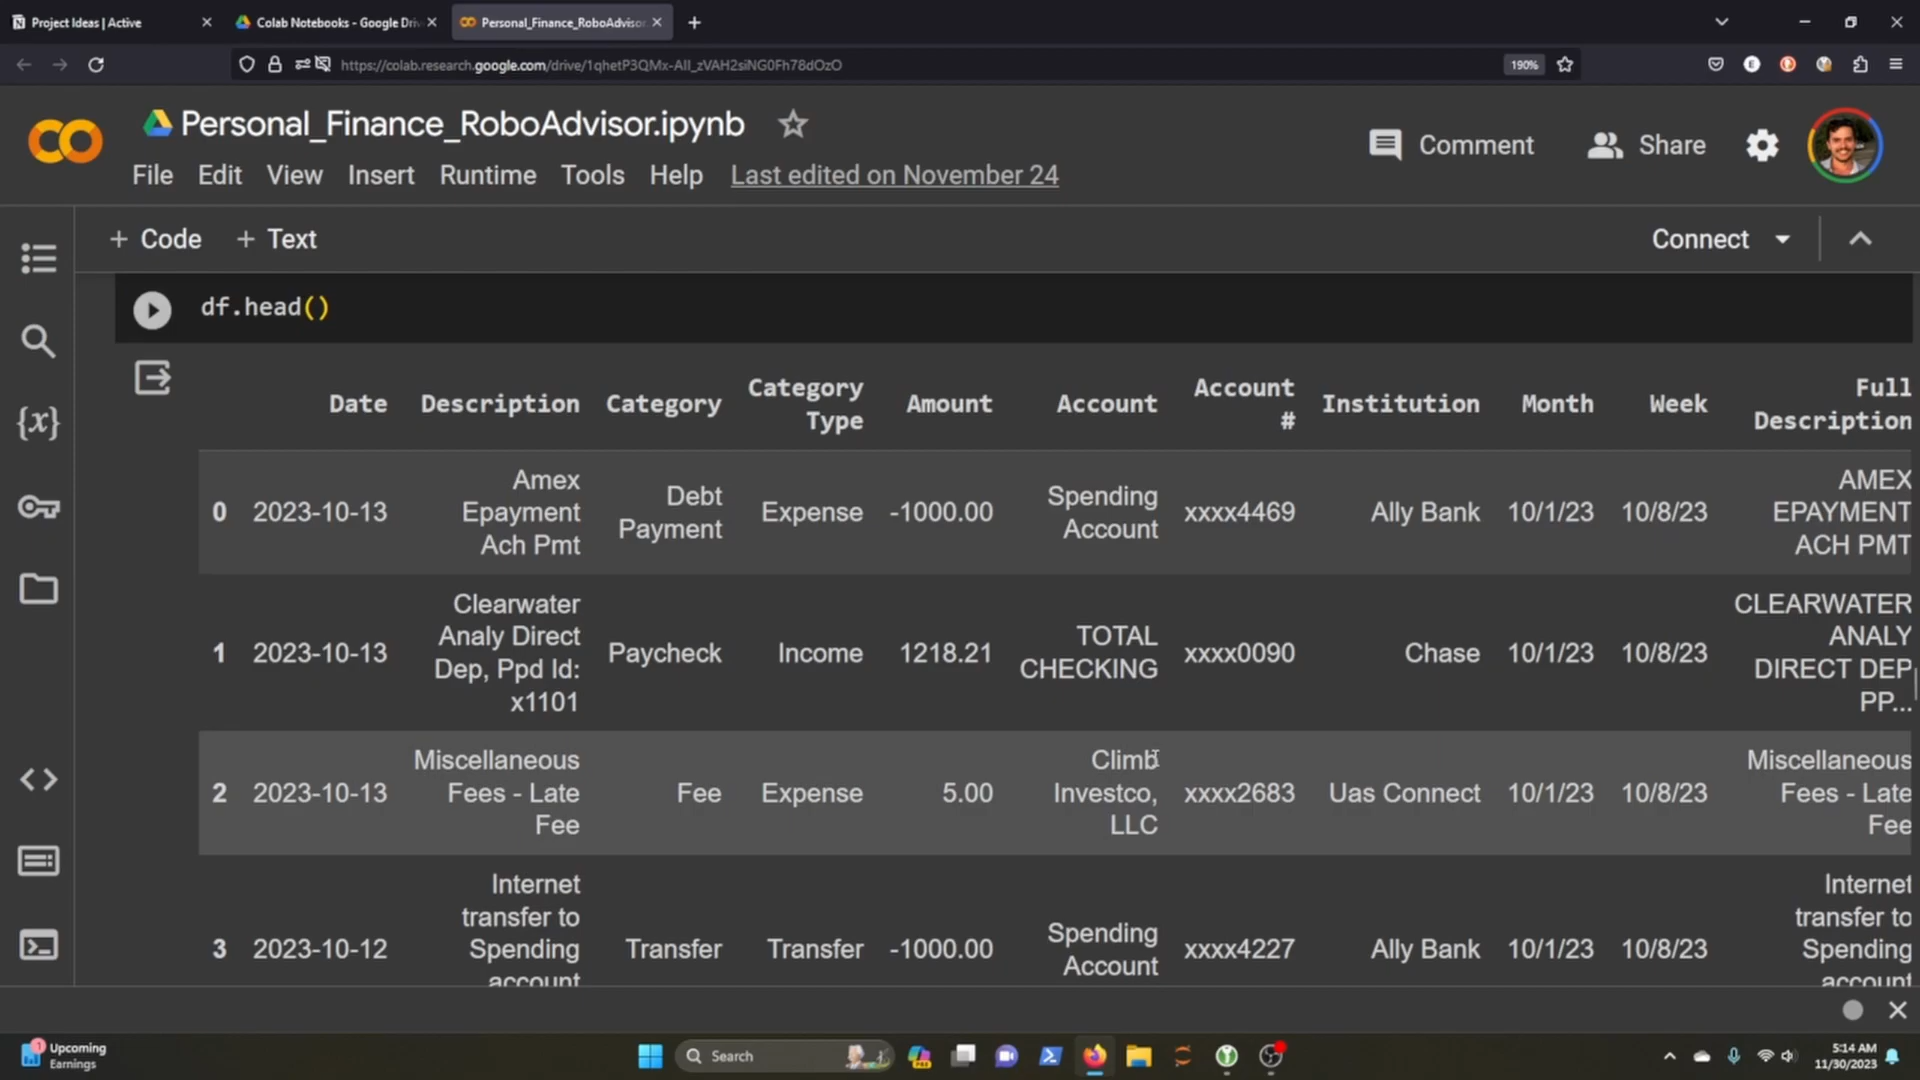 Project Ideas | Active
Colab Notebooks - Google Driv
Personal_Finance_RoboAdvisor
https://colab.research.google.com/drive/1qhetP3QMx-All_zVAH2siNG0Fh78dOzO
190%
Personal_Finance_RoboAdvisor.ipynb
Comment
Share
File Edit View Insert Runtime Tools Help Last edited on November 24
+ Code + Text
Connect
{x}
df.head()
Date Description Category Category Type Amount Account Account # Institution Month Week Full Description
0 2023-10-13 Amex Epayment Ach Pmt Debt Payment Expense -1000.00 Spending Account xxxx4469 Ally Bank 10/1/23 10/8/23 AMEX EPAYMENT ACH PMT
1 2023-10-13 Clearwater Analy Direct Dep, Ppd Id: x1101 Paycheck Income 1218.21 TOTAL CHECKING xxxx0090 Chase 10/1/23 10/8/23 CLEARWATER ANALY DIRECT DEP PP...
2 2023-10-13 Miscellaneous Fees - Late Fee Fee Expense 5.00 Climb Investco, LLC xxxx2683 Uas Connect 10/1/23 10/8/23 Miscellaneous Fees - Late Fee
3 2023-10-12 Internet transfer to Spending account Transfer Transfer -1000.00 Spending Account xxxx4227 Ally Bank 10/1/23 10/8/23 Internet transfer to Spending account
1
Upcoming
Earnings
Search
5:14 AM
11/30/2023